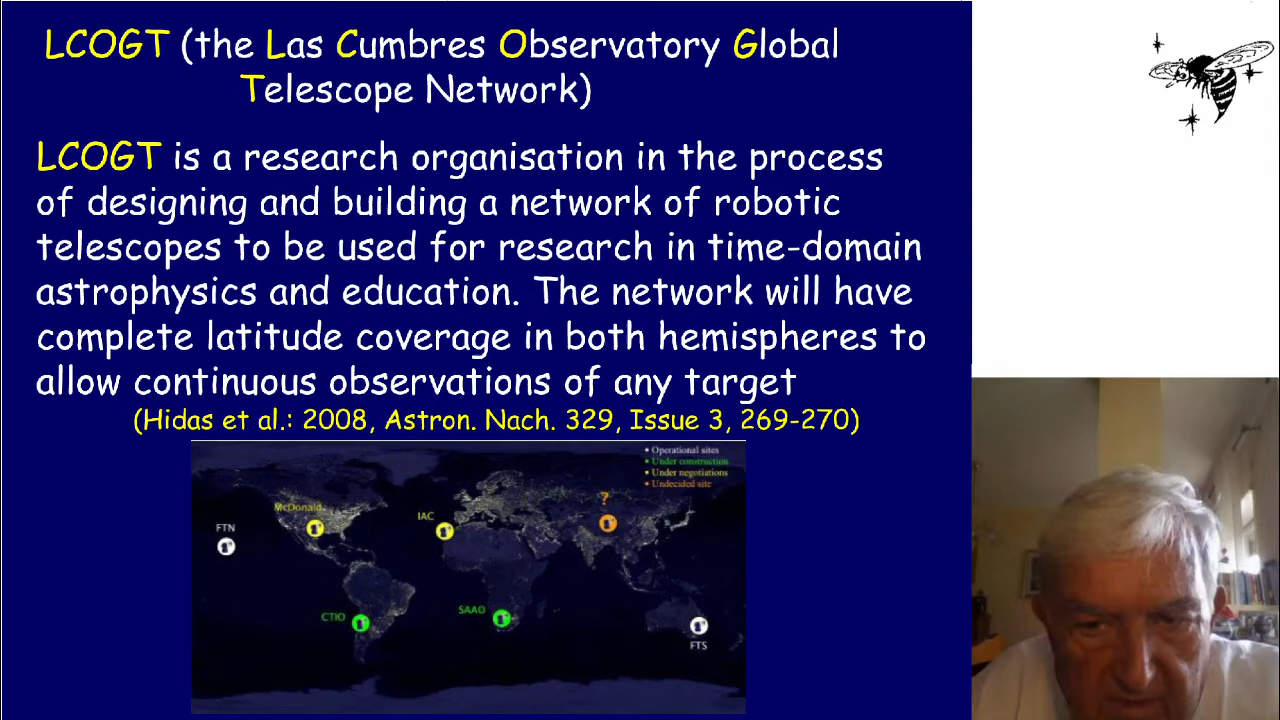 LCOGT (the Las Cumbres Observatory Global
Telescope Network)
LCOGT is a research organisation in the process
of designing and building a network of robotic
telescopes to be used for research in time-domain
astrophysics and education. The network will have
complete latitude coverage in both hemispheres to
allow continuous observations of any target
(Hidas et al.: 2008, Astron. Nach. 329, Issue 3, 269-270)
• Operational sites
• Under construction
• Under negotiations
• Undecided site
?
McDonald
IAC
FTN
SAAO
CTIO
FTS